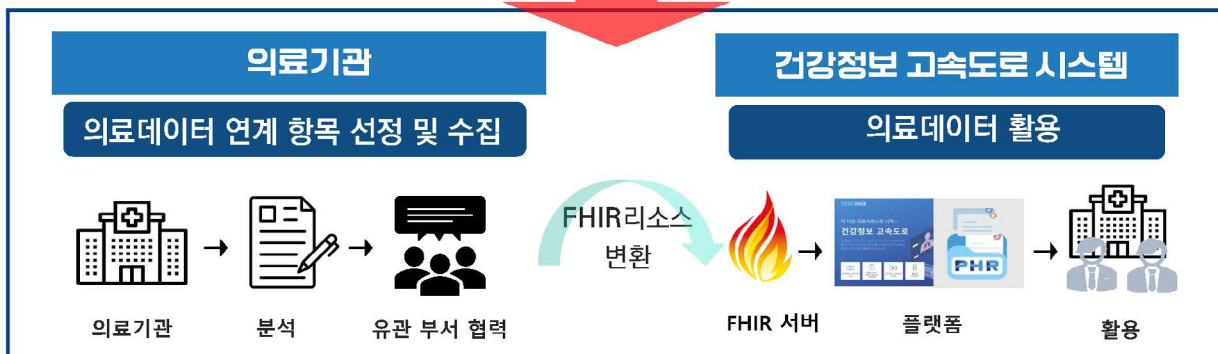 의료기관
의료데이터 연계 항목 선정 및 수집
의료기관
분석
유관 부서 협력
FHIR리소스
변환
건강정보 고속도로 시스템
의료데이터 활용
건강정보 고속도로
PHR
FHIR 서버
플랫폼
활용